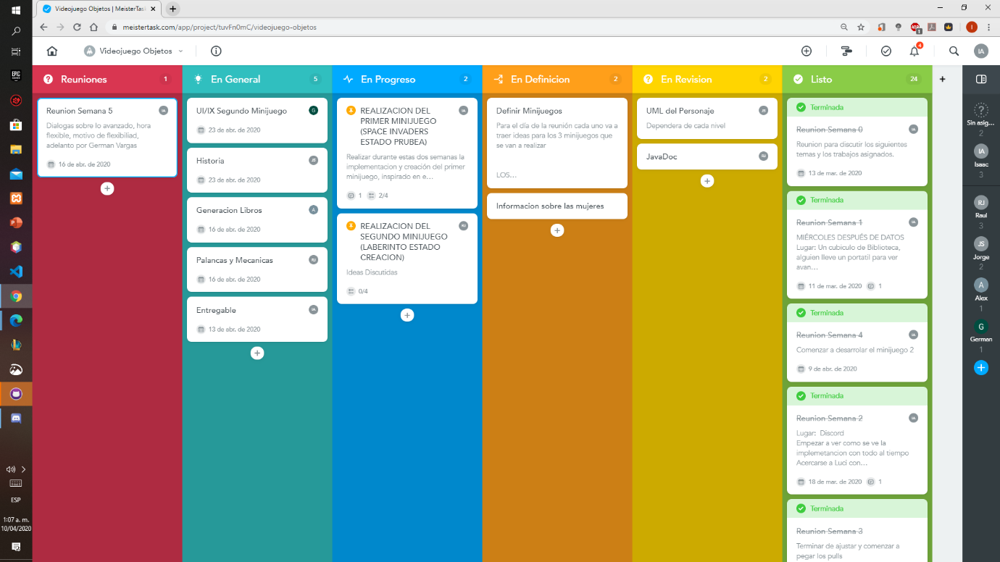 Videojuego Objetos | MeisterTas
meistertask.com/app/project/tuvFn0mC/videojuego-objetos
Videojuego Objetos
4
IA
Reuniones 1
Reunion Semana 5
IA
Dialogas sobre lo avanzado, hora
flexible, motivo de flexibiliad,
adelanto por German Vargas
16 de abr. de 2020
En General 5
UI/IX Segundo Minijuego
G
23 de abr. de 2020
Historia
JS
23 de abr. de 2020
Generacion Libros
A
16 de abr. de 2020
Palancas y Mecanicas
RJ
16 de abr. de 2020
Entregable
IA
13 de abr. de 2020
En Progreso 2
REALIZACION DEL
PRIMER MINIJUEGO
(SPACE INVADERS
ESTADO PRUBEA)
IA
Realizar durante estas dos semanas la
implementacion y creación del primer
minijuego, inspirado en e...
1 2/4
REALIZACION DEL
SEGUNDO MINIJUEGO
(LABERINTO ESTADO
CREACION)
RJ
Ideas Discutidas
0/4
En Definicion 2
Definir Minijuegos
Para el día de la reunión cada uno va a
traer ideas para los 3 minijuegos que
se van a realizar
LOS...
Informacion sobre las mujeres
En Revision 2
UML del Personaje
JS
Dependera de cada nivel
JavaDoc
RJ
Listo 24
Terminada
Reunion Semana 0
IA
Reunion para discutir los siguientes
temas y los trabajos asignados.
13 de mar. de 2020
Terminada
Reunion Semana 1
IA
MIÉRCOLES DESPUÉS DE DATOS
Lugar: Un cubiculo de Biblioteca,
alguien lleve un portatil para ver
avan...
11 de mar. de 2020 1
Terminada
Reunion Semana 4
IA
Comenzar a desarrolar el minijuego 2
9 de abr. de 2020
Terminada
Reunion Semana 2
IA
Lugar: Discord
Empezar a ver como se ve la
implemetancion con todo al tiempo
Acercarse a Luci con...
18 de mar. de 2020 1
Terminada
Reunion Semana 3
Terminar de ajustar y comenzar a
pegar los pulls
Sin asig...
2
IA
Isaac
3
RJ
Raul
3
JS
Jorge
2
A
Alex
1
G
German
1
EPIC
ESP
1:07 a. m.
10/04/2020